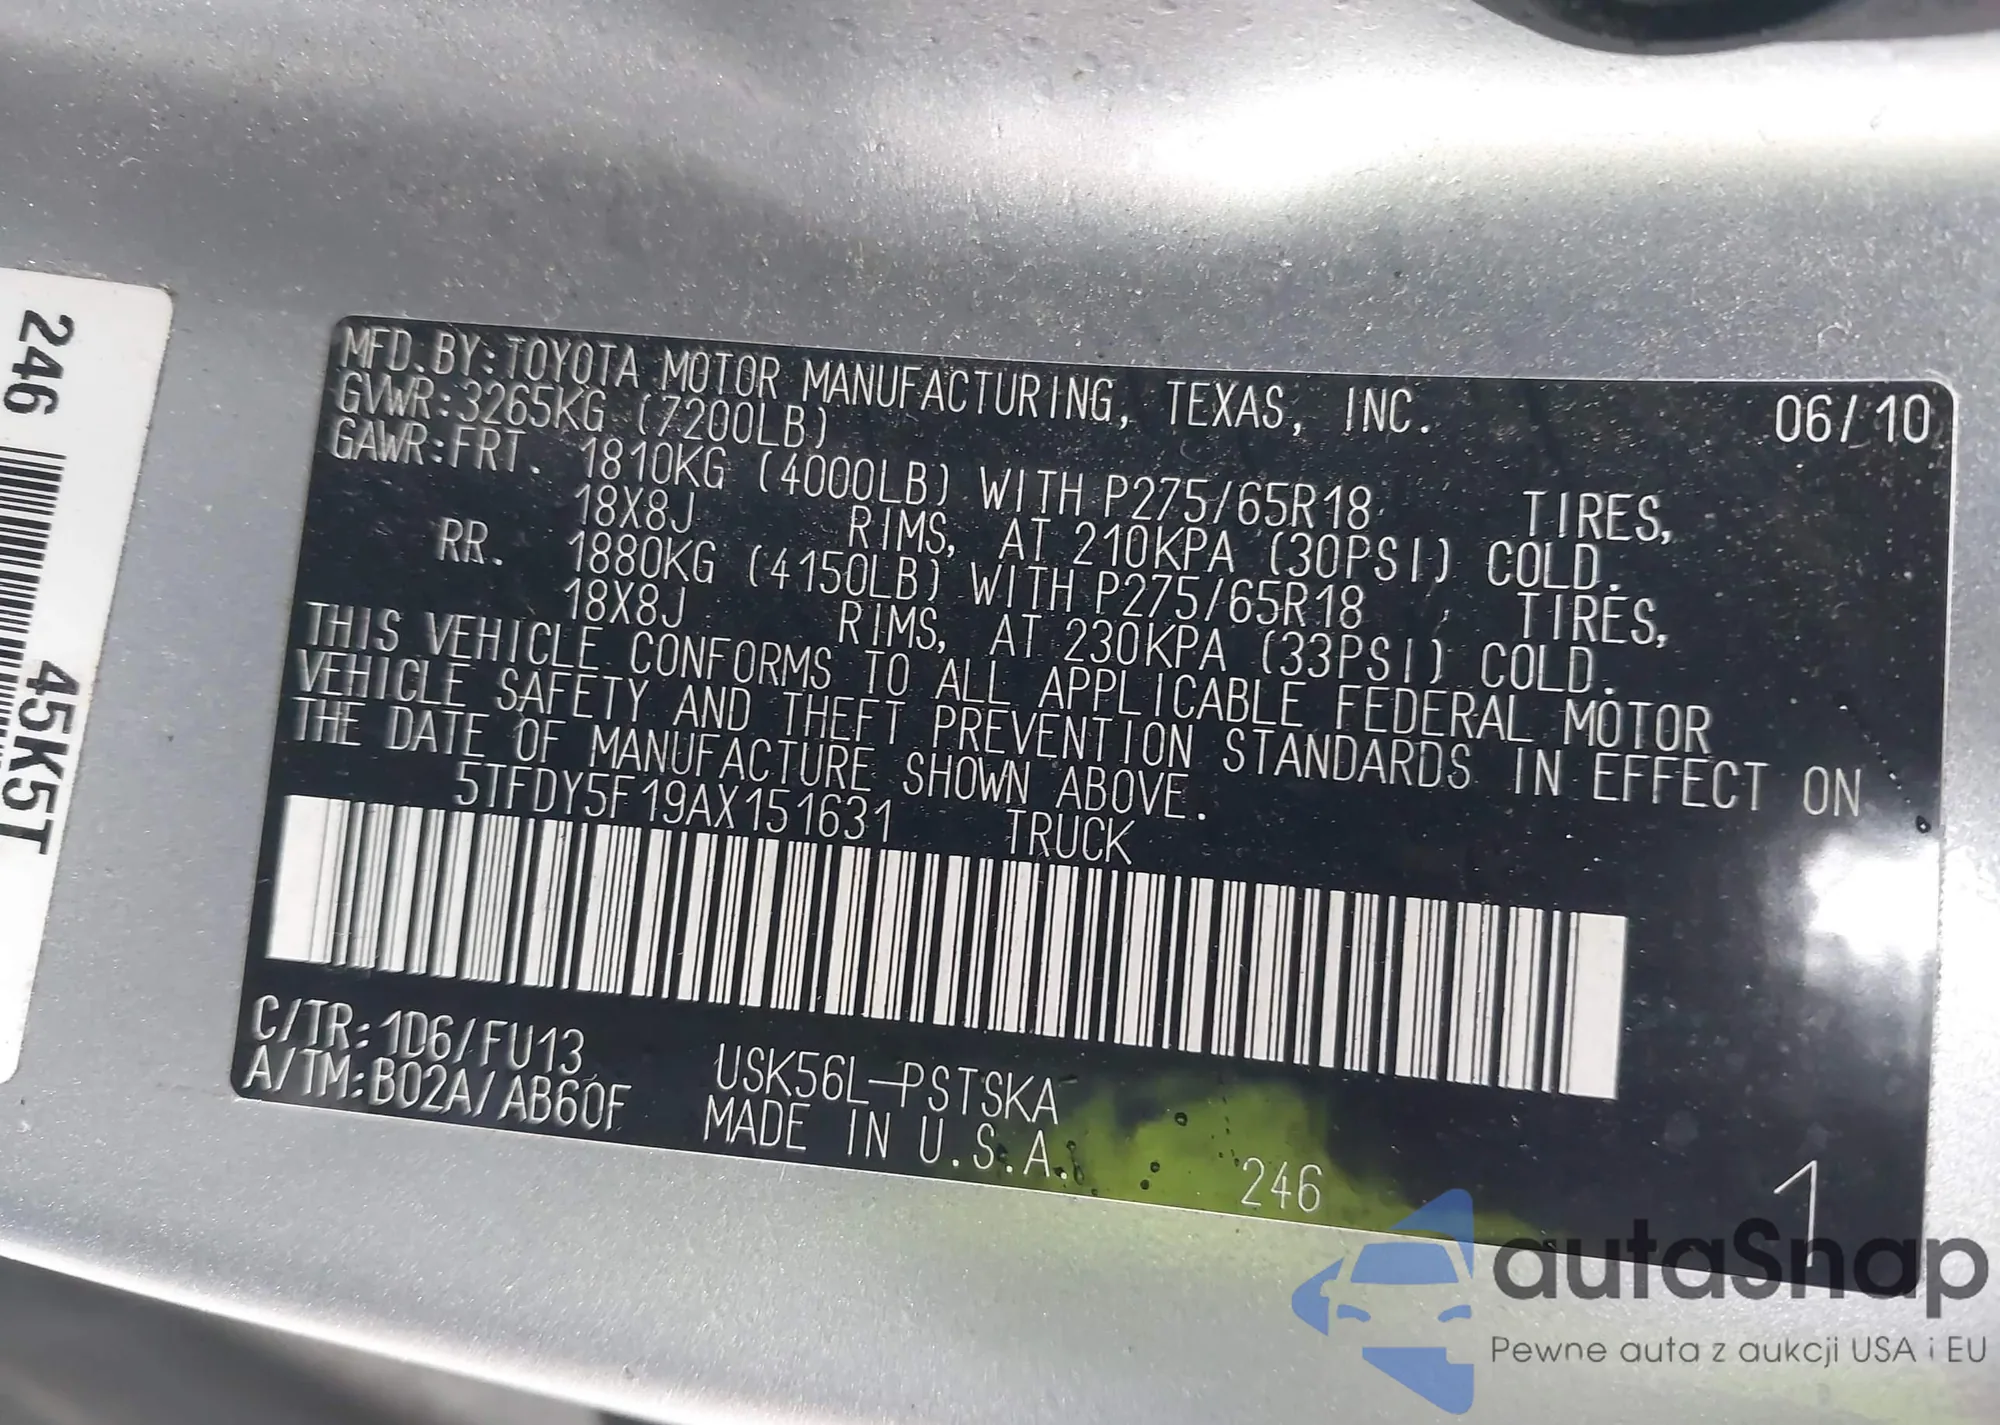 246
45K5T
MFD.BY:TOYOTA MOTOR MANUFACTURING, TEXAS, INC. 06/10
GVWR:3265KG (7200LB)
GAWR:FRT. 1810KG (4000LB) WITH P275/65R18 TIRES,
18X8J RIMS, AT 210KPA (30PSI) COLD.
RR. 1880KG (4150LB) WITH P275/65R18 TIRES,
18X8J RIMS, AT 230KPA (33PSI) COLD.
THIS VEHICLE CONFORMS TO ALL APPLICABLE FEDERAL MOTOR
VEHICLE SAFETY AND THEFT PREVENTION STANDARDS IN EFFECT ON
THE DATE OF MANUFACTURE SHOWN ABOVE.
5TFDY5F19AX151631 TRUCK
C/TR:1D6/FU13
A/TM:B02A/AB60F
USK56L-PSTSKA
MADE IN U.S.A.
246
1
autaSnap
Pewne auta z aukcji USA i EU